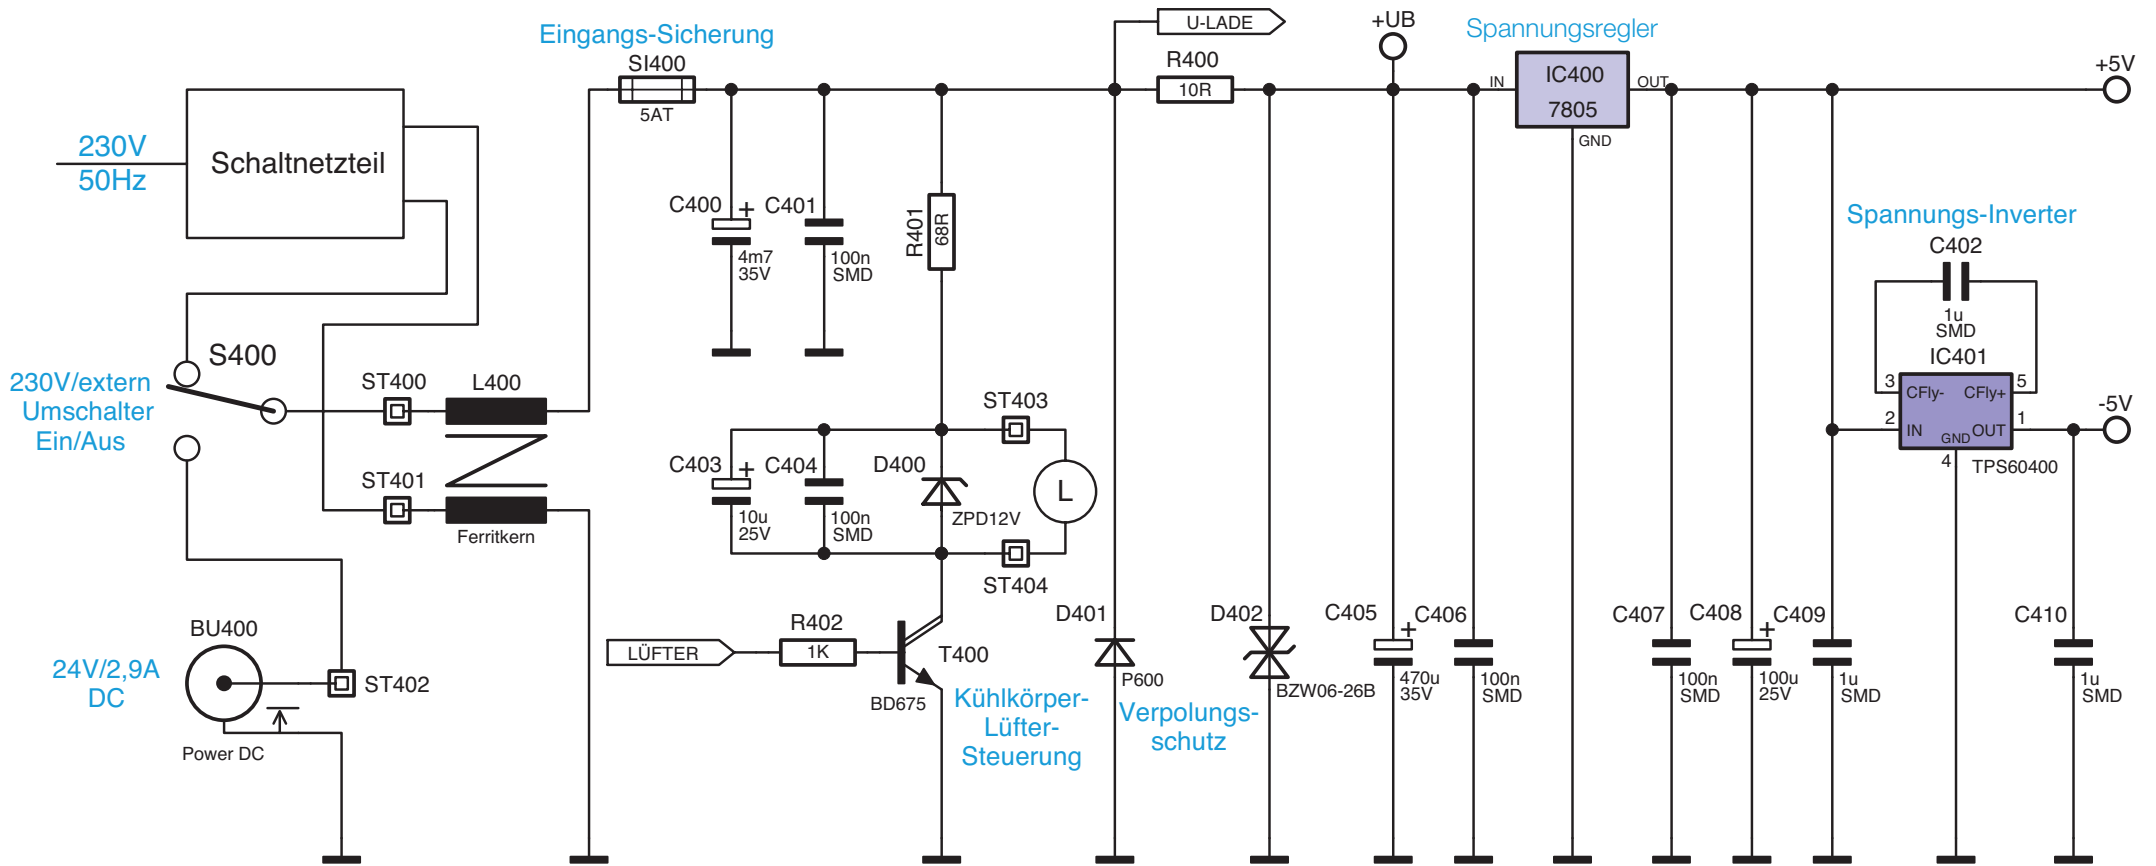 230V
50Hz
Schaltnetzteil
S400
230V/extern
Umschalter
Ein/Aus
BU400
24V/2,9A
DC
Power DC
ST402
ST400
L400
ST401
Ferritkern
Eingangs-Sicherung
SI400
5AT
C400
+
4m7
35V
C401
100n
SMD
R401
68R
C403
+
10u
25V
C404
100n
SMD
D400
ZPD12V
ST403
L
ST404
LÜFTER
R402
1K
T400
BD675
Kühlkörper-
Lüfter-
Steuerung
U-LADE
R400
10R
D401
P600
Verpolungs-
schutz
D402
BZW06-26B
+UB
C405
+
470u
35V
C406
100n
SMD
Spannungsregler
IN
IC400
7805
OUT
GND
C407
100n
SMD
C408
+
100u
25V
C409
1u
SMD
+5V
Spannungs-Inverter
C402
1u
SMD
IC401
3
CFly-
CFly+
5
2
IN
GND
OUT
1
4
TPS60400
-5V
C410
1u
SMD